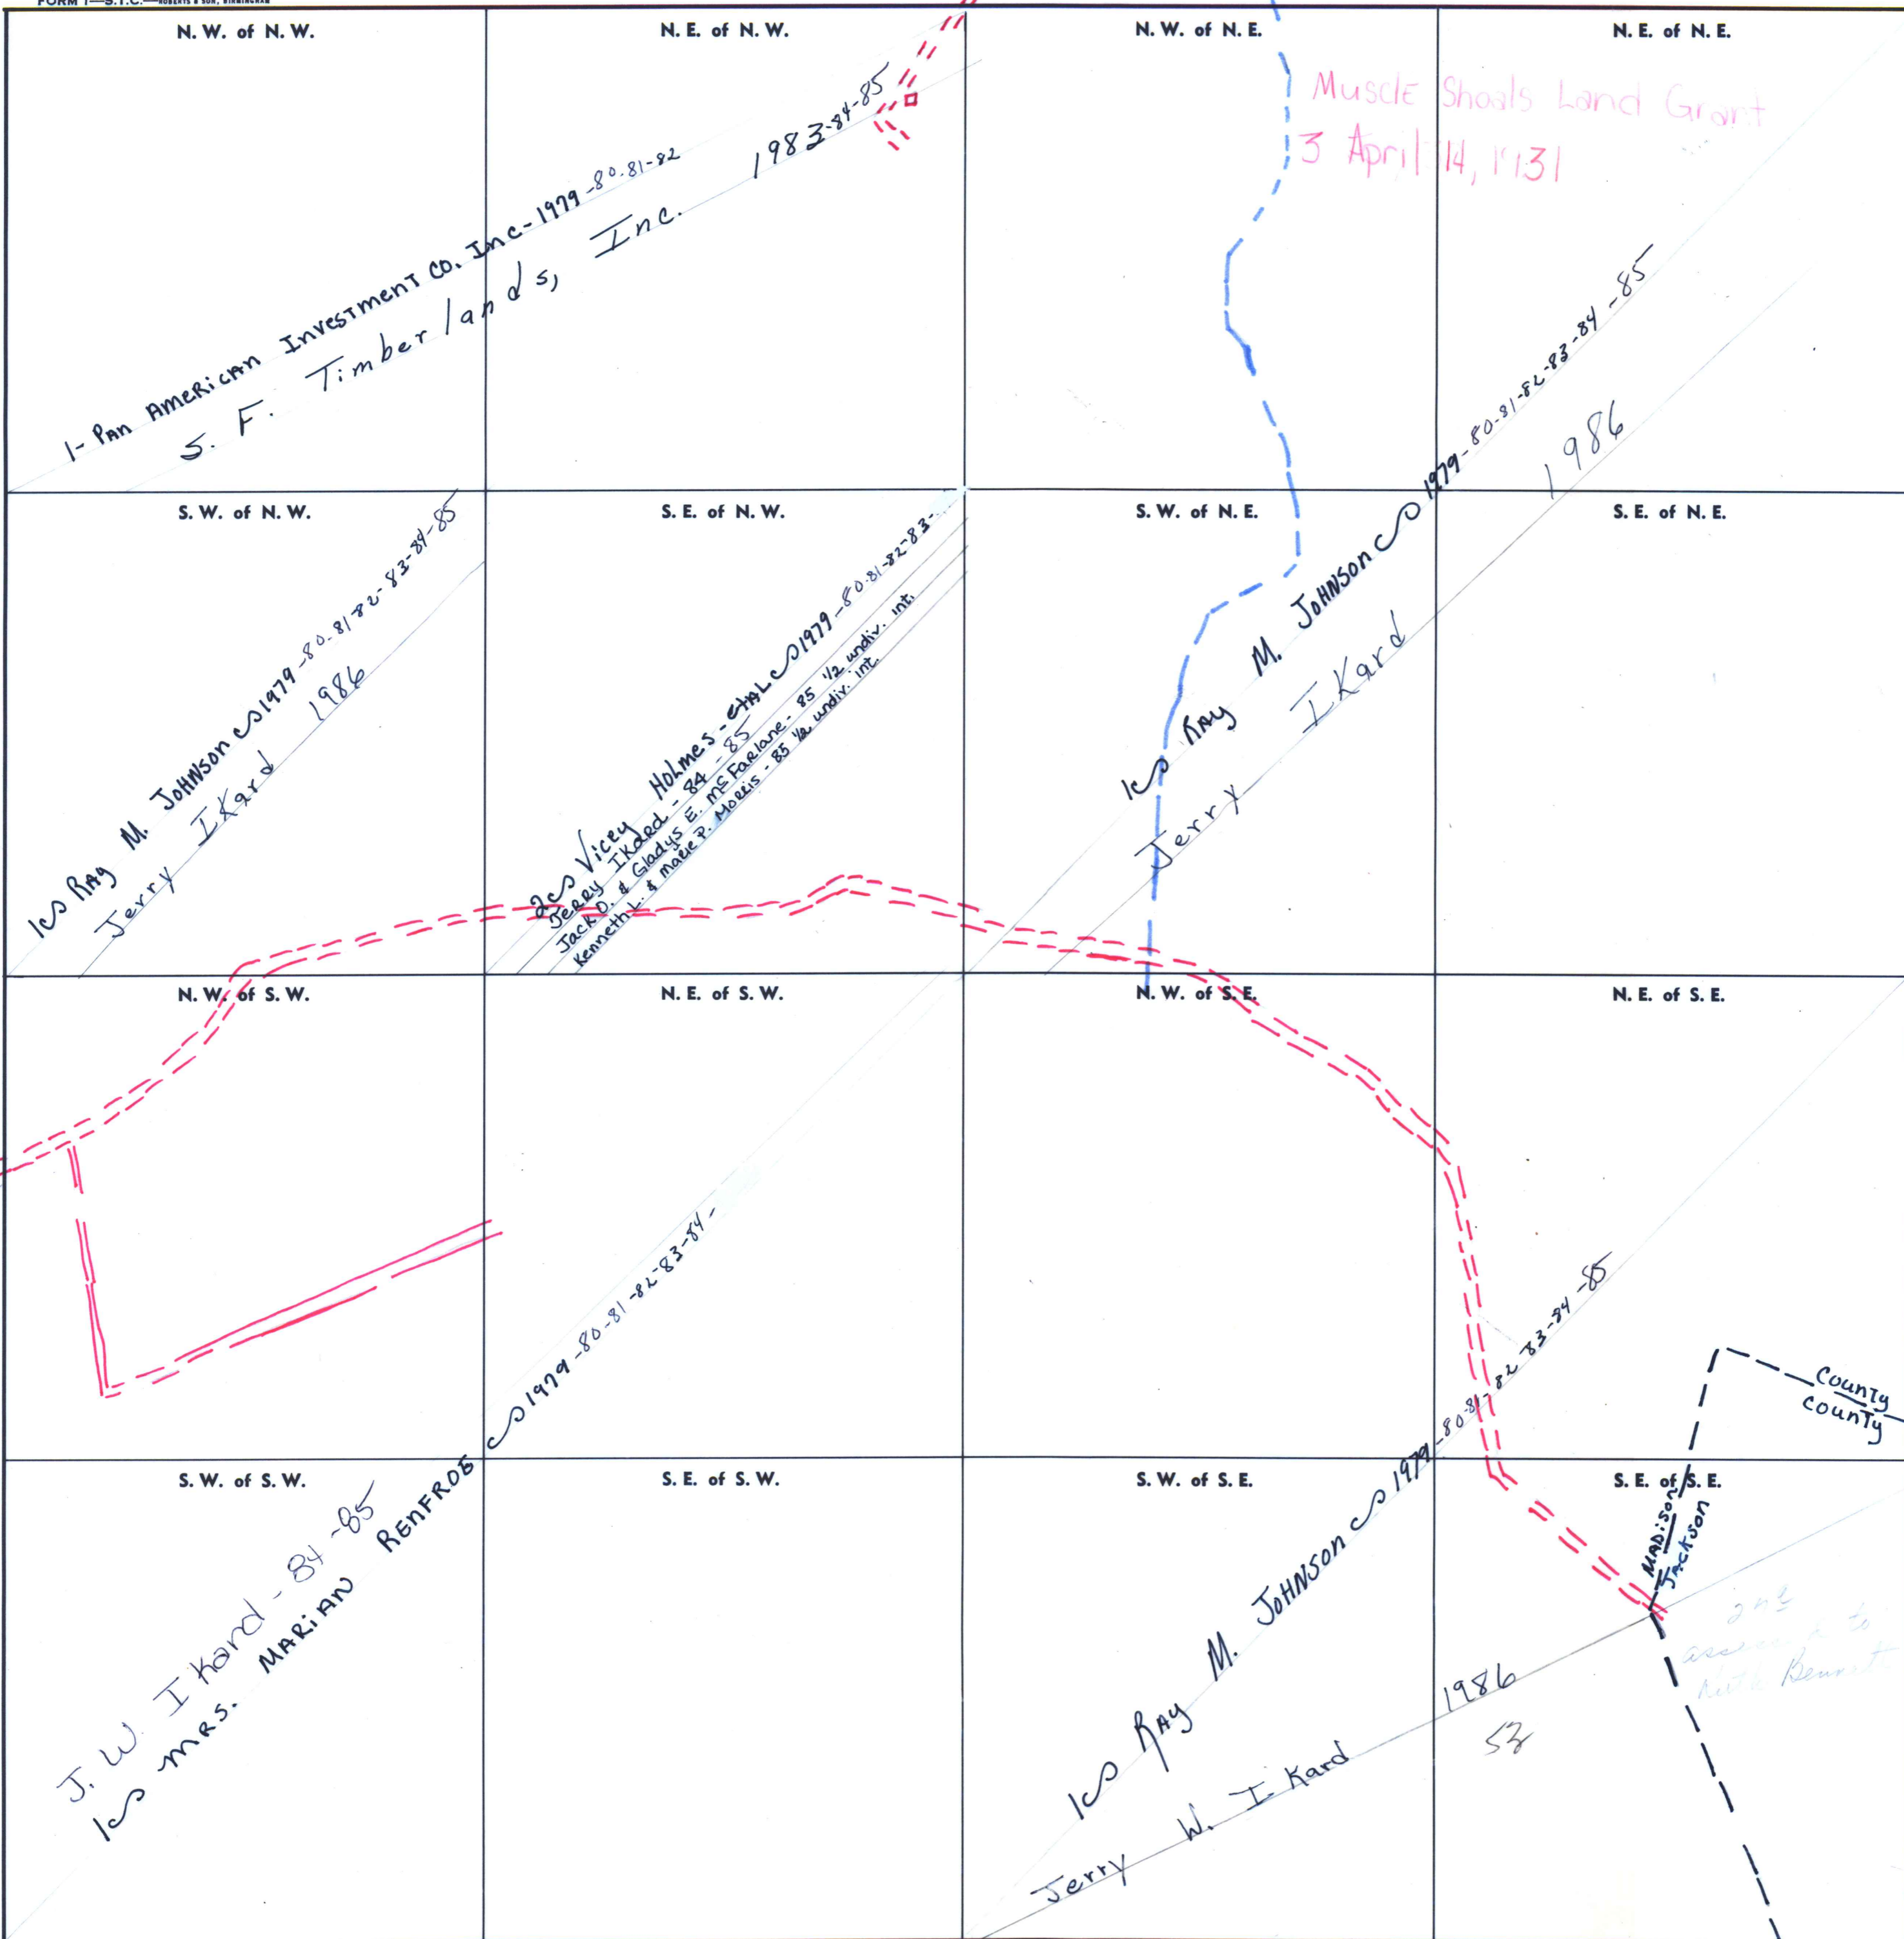 FORM 1—S.T.C.—ROBERTS & SON, BIRMINGHAM
N. W. of N. W.
N. E. of N. W.
N. W. of N. E.
N. E. of N. E.
Muscle Shoals Land Grant
3 April 14,
1- PAN AMERICAN INVESTMENT CO. INC-1979-80-81-82
S. F. Timberlands, Inc. 1983-84-85
S. W. of N. W.
S. E. of N. W.
S. W. of N. E.
S. E. of N. E.
RAY M. JOHNSON 1979-80-81-82-83-84-85
Jerry IKard 1986
Vicey Holmes-etAL 1979-80-81-82-83-
JERRY IKARD-84-85
Jack D. & Gladys E. McFarlane-85 1/2 undiv. int.
Kenneth L. & Marie P. Morris-85 1/2 undiv. int.
RAY M. JOHNSON 1979-80-81-82-83-84-85
Jerry IKard 1986
N. W. of S. W.
N. E. of S. W.
N. W. of S. E.
N. E. of S. E.
County
County
S. W. of S. W.
S. E. of S. W.
S. W. of S. E.
S. E. of S. E.
J. W. IKard-84-85
MRS. MARIAN RENFROE 1979-80-81-82-83-84-
RAY M. JOHNSON 1979-80-81-82 83-84-85
Jerry W. IKard 1986
53
MADISON
JACKSON
2nd
to
Bennett